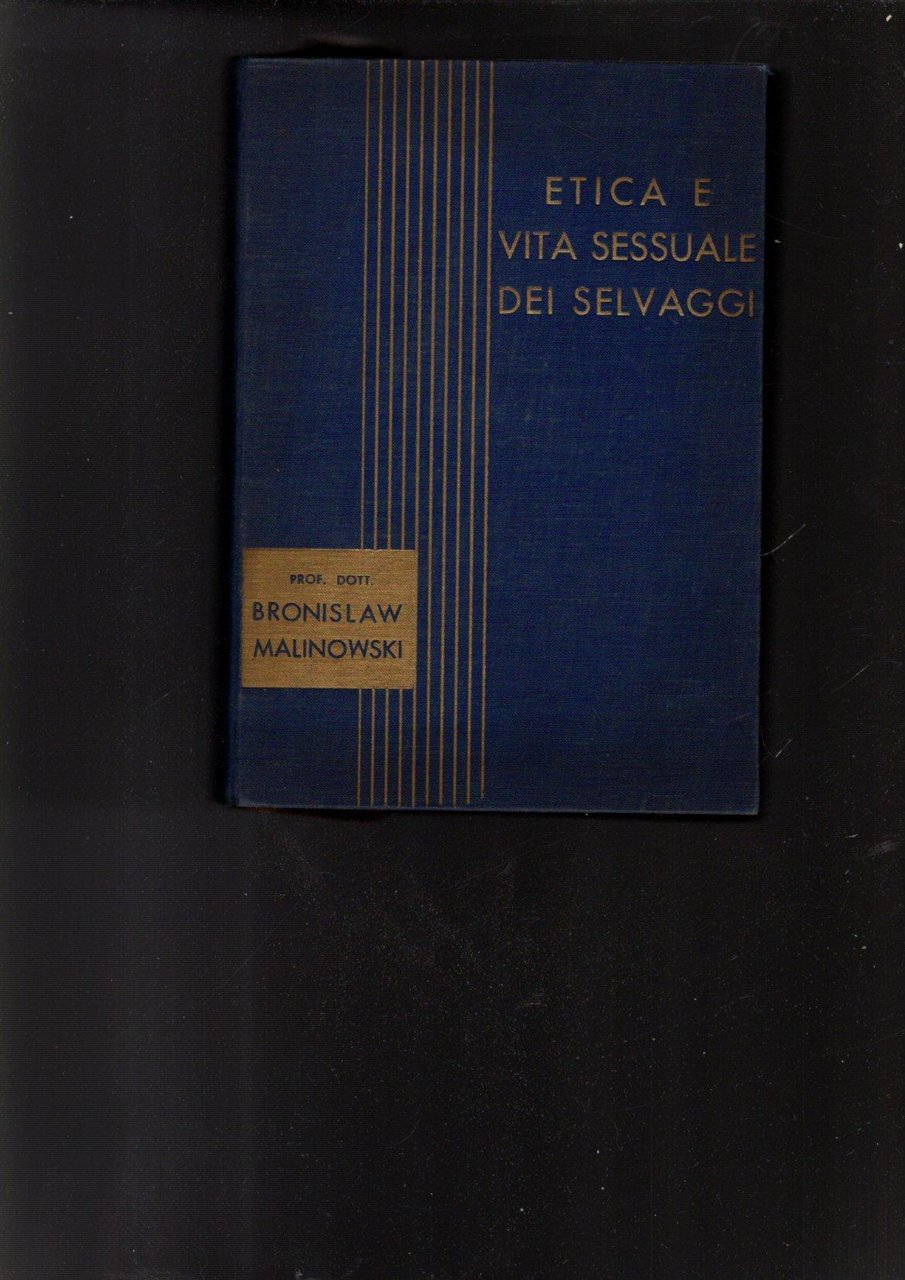 ETICA E
VITA SESSUALE
DEI SELVAGGI
PROF. DOTT.
BRONISLAW
MALINOWSKI